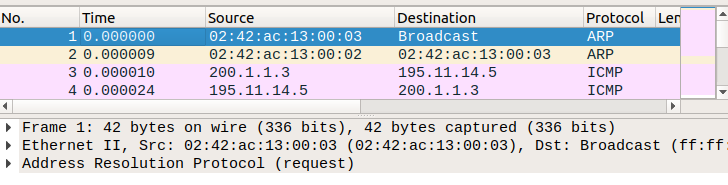 No. Time Source Destination Protocol Len
1 0.000000 02:42:ac:13:00:03 Broadcast ARP
2 0.000009 02:42:ac:13:00:02 02:42:ac:13:00:03 ARP
3 0.000010 200.1.1.3 195.11.14.5 ICMP
4 0.000024 195.11.14.5 200.1.1.3 ICMP
Frame 1: 42 bytes on wire (336 bits), 42 bytes captured (336 bits)
Ethernet II, Src: 02:42:ac:13:00:03 (02:42:ac:13:00:03), Dst: Broadcast (ff:ff:
Address Resolution Protocol (request)